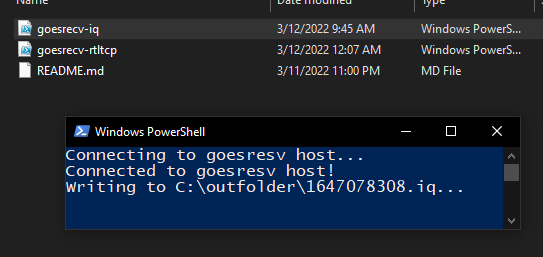 Name Date modified Type Size
goesrecv-iq 3/12/2022 9:45 AM Windows PowerS...
goesrecv-rtltcp 3/12/2022 12:07 AM Windows PowerS...
README.md 3/11/2022 11:00 PM MD File
Windows PowerShell
Connecting to goesresv host...
Connected to goesresv host!
Writing to C:\outfolder\1647078308.iq...